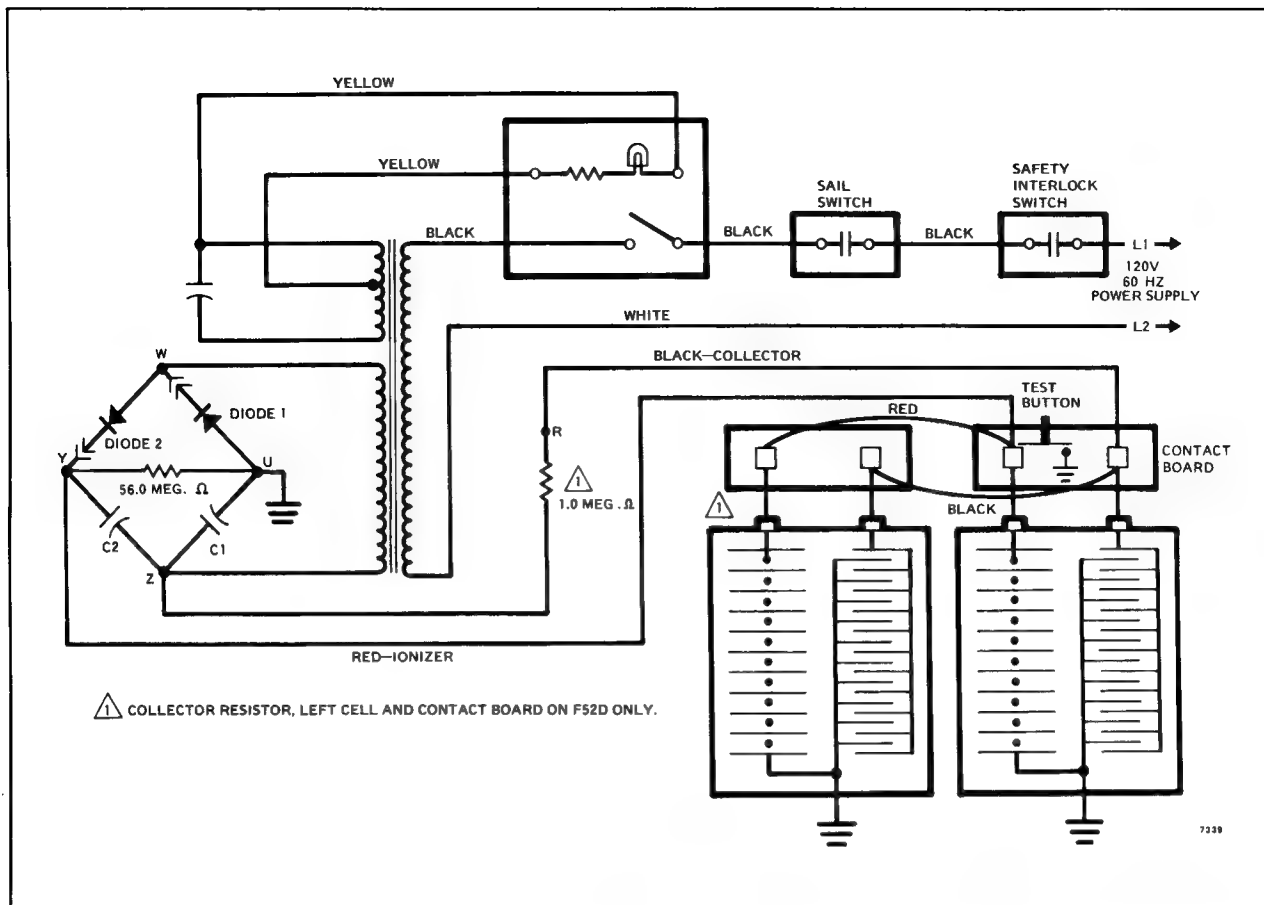 YELLOW
YELLOW
SAIL
SWITCH
SAFETY
INTERLOCK
SWITCH
BLACK
BLACK
BLACK
L1
120V
60 HZ
POWER SUPPLY
WHITE
L2
BLACK—COLLECTOR
W
DIODE 1
DIODE 2
Y
U
56.0 MEG. Ω
C2
C1
Z
R
1
1.0 MEG. Ω
RED
TEST
BUTTON
CONTACT
BOARD
1
BLACK
RED—IONIZER
1 COLLECTOR RESISTOR, LEFT CELL AND CONTACT BOARD ON F52D ONLY.
7339